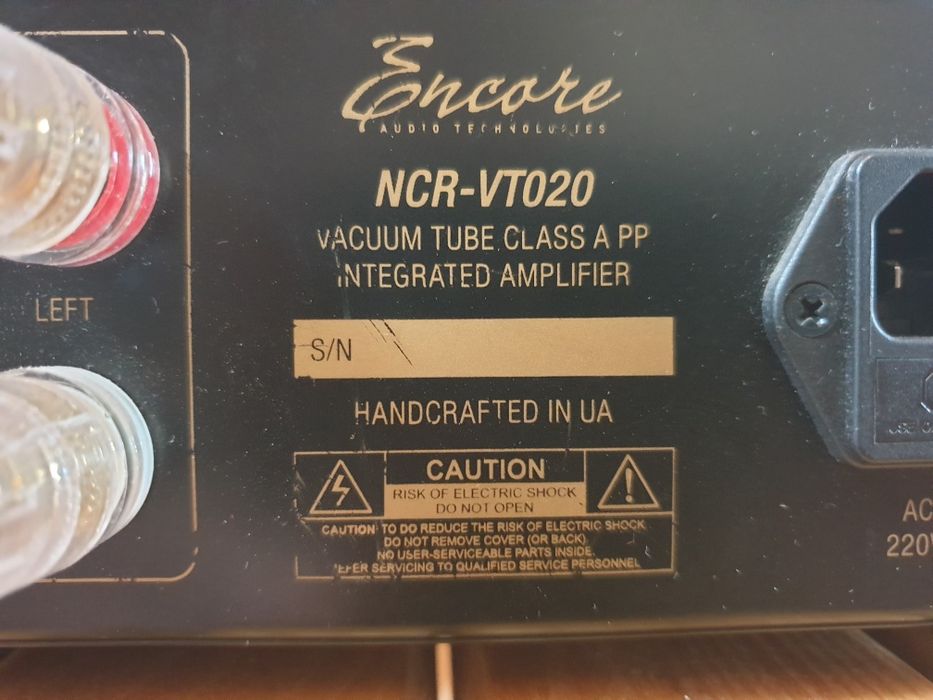 Encore
AUDIO TECHNOLOGIES
NCR-VT020
VACUUM TUBE CLASS A PP
INTEGRATED AMPLIFIER
LEFT
S/N
HANDCRAFTED IN UA
CAUTION
RISK OF ELECTRIC SHOCK
DO NOT OPEN
CAUTION: TO DO REDUCE THE RISK OF ELECTRIC SHOCK
DO NOT REMOVE COVER (OR BACK)
NO USER-SERVICEABLE PARTS INSIDE.
REFER SERVICING TO QUALIFIED SERVICE PERSONNEL
AC
220V